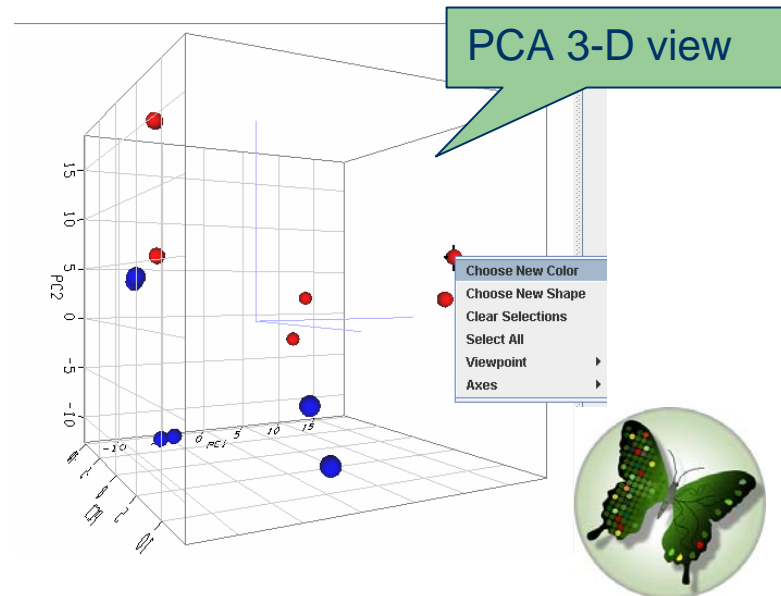 PCA 3-D view
15
10
5
0
-5
-10
PC2
-10
0
5
10
15
PC1
Choose New Color
Choose New Shape
Clear Selections
Select All
Viewpoint
Axes